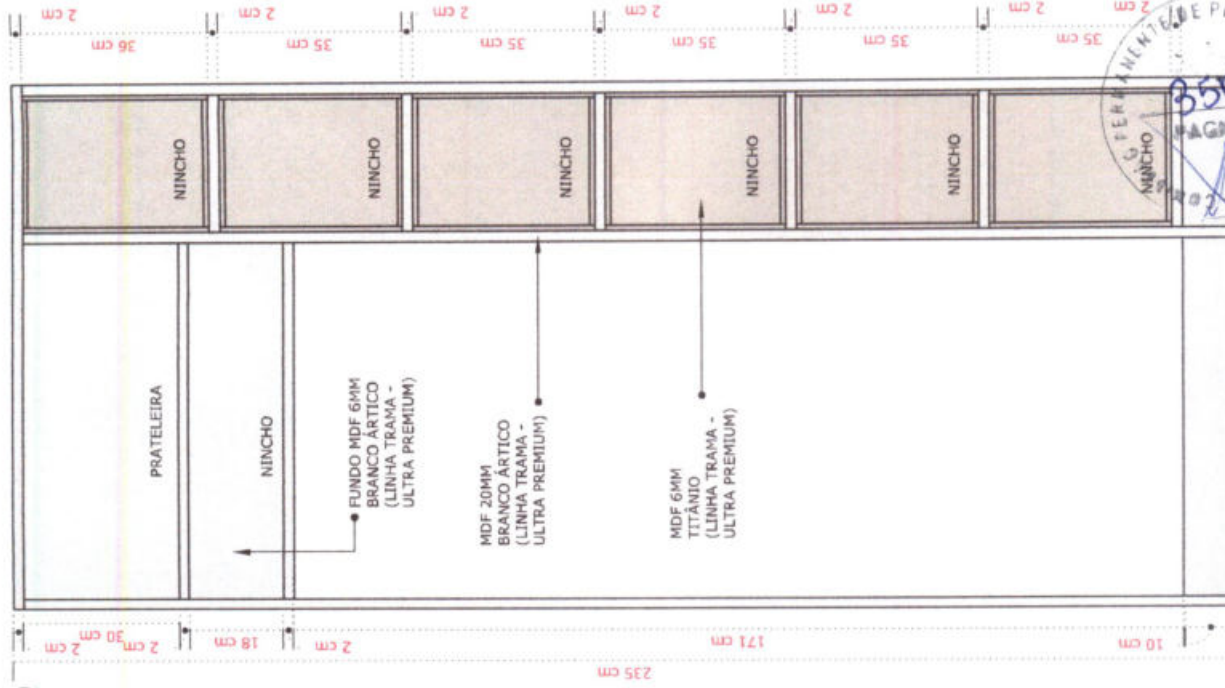 2 cm
36 cm
2 cm
35 cm
2 cm
35 cm
2 cm
35 cm
2 cm
35 cm
2 cm
35 cm
2 cm
NINCHO
NINCHO
NINCHO
NINCHO
NINCHO
NINCHO
PRATELEIRA
NINCHO
FUNDO MDF 6MM
BRANCO ÁRTICO
(LINHA TRAMA -
ULTRA PREMIUM)
MDF 20MM
BRANCO ÁRTICO
(LINHA TRAMA -
ULTRA PREMIUM)
MDF 6MM
TITÂNIO
(LINHA TRAMA -
ULTRA PREMIUM)
2 cm
30 cm
2 cm
18 cm
2 cm
171 cm
10 cm
235 cm